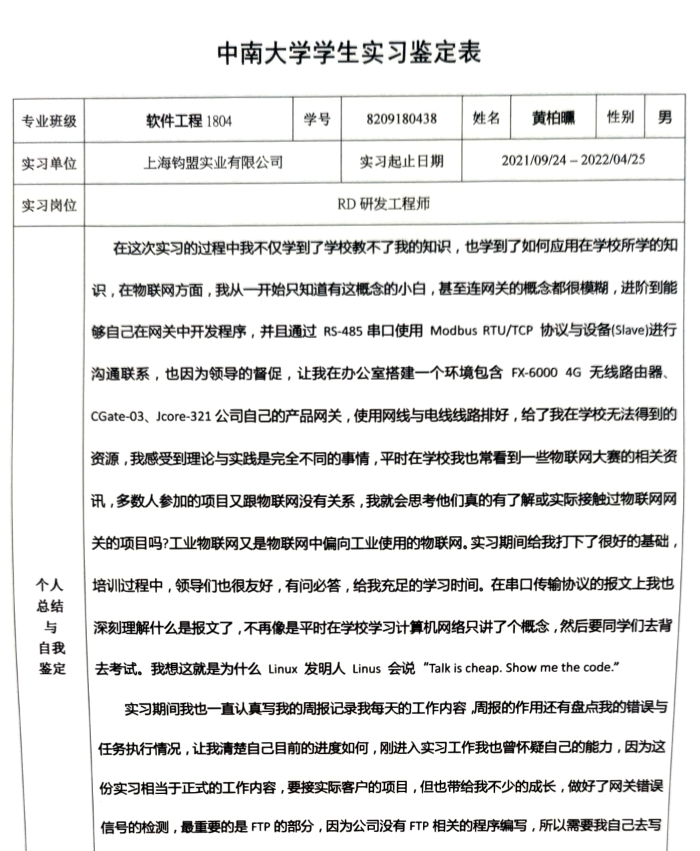 中南大学学生实习鉴定表
专业班级 软件工程 1804 学号 8209180438 姓名 黄柏曛 性别 男
实习单位 上海钧盟实业有限公司 实习起止日期 2021/09/24 – 2022/04/25
实习岗位 RD 研发工程师
在这次实习的过程中我不仅学到了学校教不了我的知识，也学到了如何应用在学校所学的知
识，在物联网方面，我从一开始只知道有这概念的小白，甚至连网关的概念都很模糊，进阶到能
够自己在网关中开发程序，并且通过 RS-485 串口使用 Modbus RTU/TCP 协议与设备(Slave)进行
沟通联系，也因为领导的督促，让我在办公室搭建一个环境包含 FX-6000 4G 无线路由器、
CGate-03、Jcore-321 公司自己的产品网关，使用网线与电线线路排好，给了我在学校无法得到的
资源，我感受到理论与实践是完全不同的事情，平时在学校我也常看到一些物联网大赛的相关资
讯，多数人参加的项目又跟物联网没有关系，我就会思考他们真的有了解或实际接触过物联网网
关的项目吗?工业物联网又是物联网中偏向工业使用的物联网。实习期间给我打下了很好的基础，
培训过程中，领导们也很友好，有问必答，给我充足的学习时间。在串口传输协议的报文上我也
深刻理解什么是报文了，不再像是平时在学校学习计算机网络只讲了个概念，然后要同学们去背
去考试。我想这就是为什么 Linux 发明人 Linus 会说“Talk is cheap. Show me the code.”
实习期间我也一直认真写我的周报记录我每天的工作内容，周报的作用还有盘点我的错误与
任务执行情况，让我清楚自己目前的进度如何，刚进入实习工作我也曾怀疑自己的能力，因为这
份实习相当于正式的工作内容，要接实际客户的项目，但也带给我不少的成长，做好了网关错误
信号的检测，最重要的是 FTP 的部分，因为公司没有 FTP 相关的程序编写，所以需要我自己去写
个人
总结
与
自我
鉴定